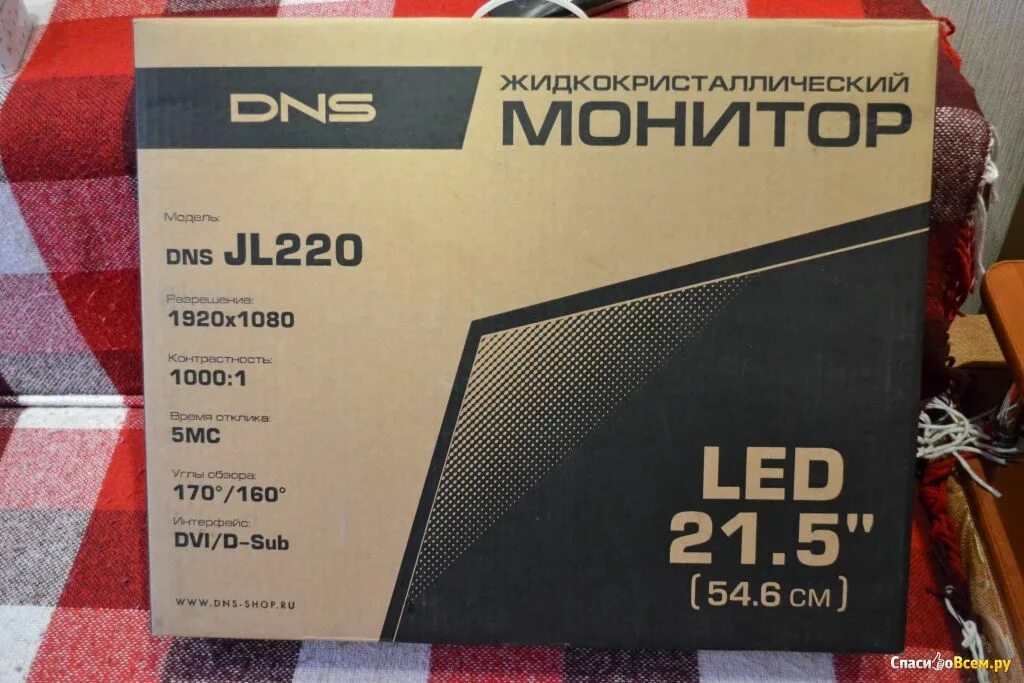 DNS
ЖИДКОКРИСТАЛЛИЧЕСКИЙ
МОНИТОР
Модель:
DNS JL220
Разрешение:
1920x1080
Контрастность:
1000:1
Время отклика:
5МС
Углы обзора:
170°/160°
Интерфейс:
DVI/D-Sub
WWW.DNS-SHOP.RU
LED
21.5"
(54.6 СМ)
СпасибоВсем.ру